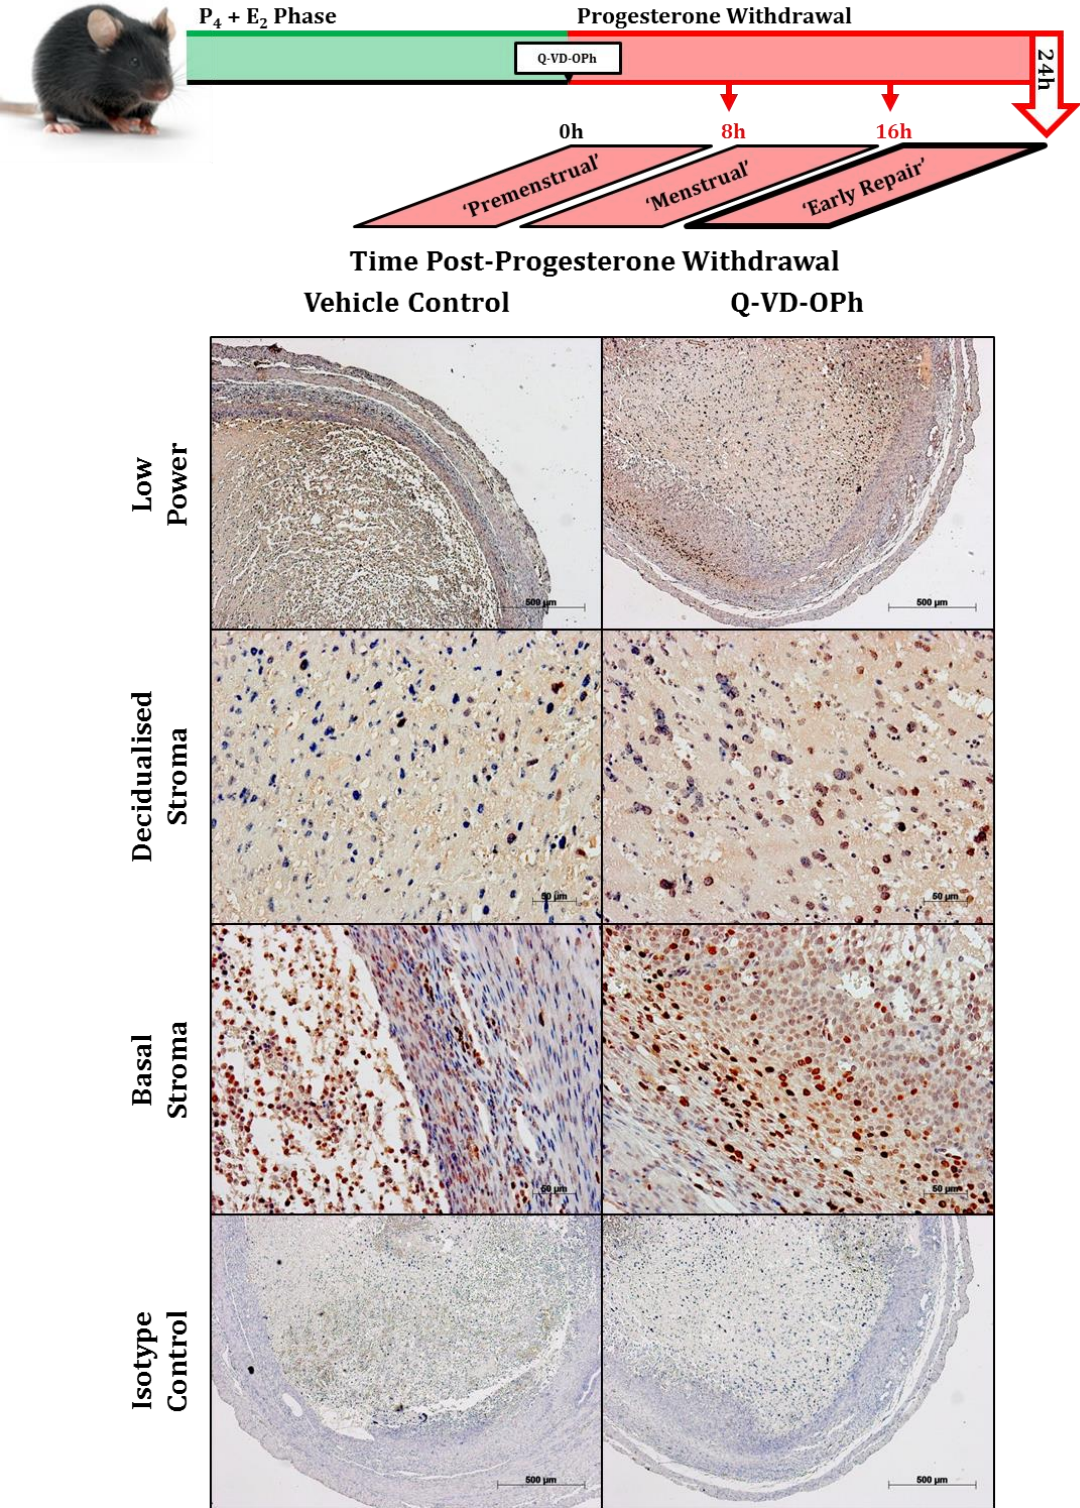 P₄ + E₂ Phase
Progesterone Withdrawal
Q-VD-OPh
24h
0h
8h
16h
‘Premenstrual’
‘Menstrual’
‘Early Repair’
Time Post-Progesterone Withdrawal
Vehicle Control
Q-VD-OPh
Low
Power
500 µm
500 µm
Decidualised
Stroma
50 µm
50 µm
Basal
Stroma
50 µm
50 µm
Isotype
Control
500 µm
500 µm